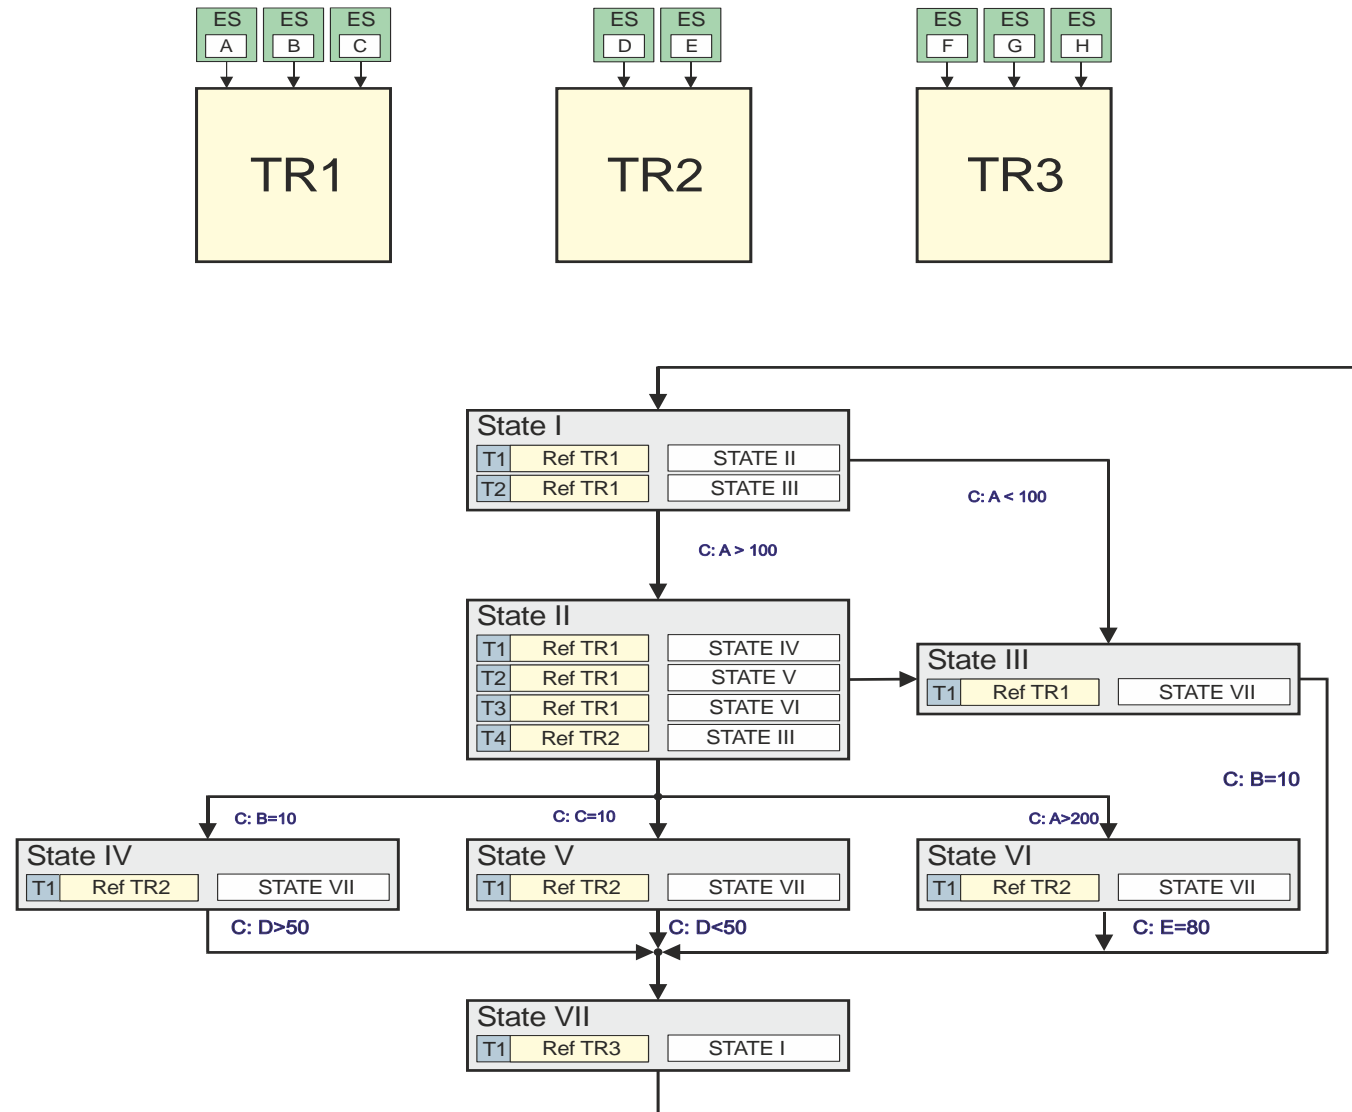 ES ES ES ES ES ES ES ES
A B C D E F G H
TR1 TR2 TR3
State I
T1 Ref TR1 STATE II
T2 Ref TR1 STATE III
C: A < 100
C: A > 100
State II
T1 Ref TR1 STATE IV
T2 Ref TR1 STATE V
T3 Ref TR1 STATE VI
T4 Ref TR2 STATE III
State III
T1 Ref TR1 STATE VII
C: B=10
C: B=10
C: C=10
C: A>200
State IV
T1 Ref TR2 STATE VII
C: D>50
State V
T1 Ref TR2 STATE VII
C: D<50
State VI
T1 Ref TR2 STATE VII
C: E=80
State VII
T1 Ref TR3 STATE I